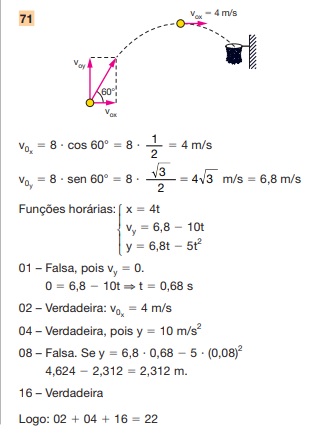 71
v₀ₓ = 4 m/s
v₀y
60°
v₀ₓ
v₀ₓ = 8 · cos 60° = 8 · 1/2 = 4 m/s
v₀y = 8 · sen 60° = 8 · √3/2 = 4√3 m/s = 6,8 m/s
Funções horárias: { x = 4t
vy = 6,8 – 10t
y = 6,8t – 5t²
01 – Falsa, pois vy = 0.
0 = 6,8 – 10t ⇒ t = 0,68 s
02 – Verdadeira: v₀ₓ = 4 m/s
04 – Verdadeira, pois y = 10 m/s²
08 – Falsa. Se y = 6,8 · 0,68 – 5 · (0,08)²
4,624 – 2,312 = 2,312 m.
16 – Verdadeira
Logo: 02 + 04 + 16 = 22